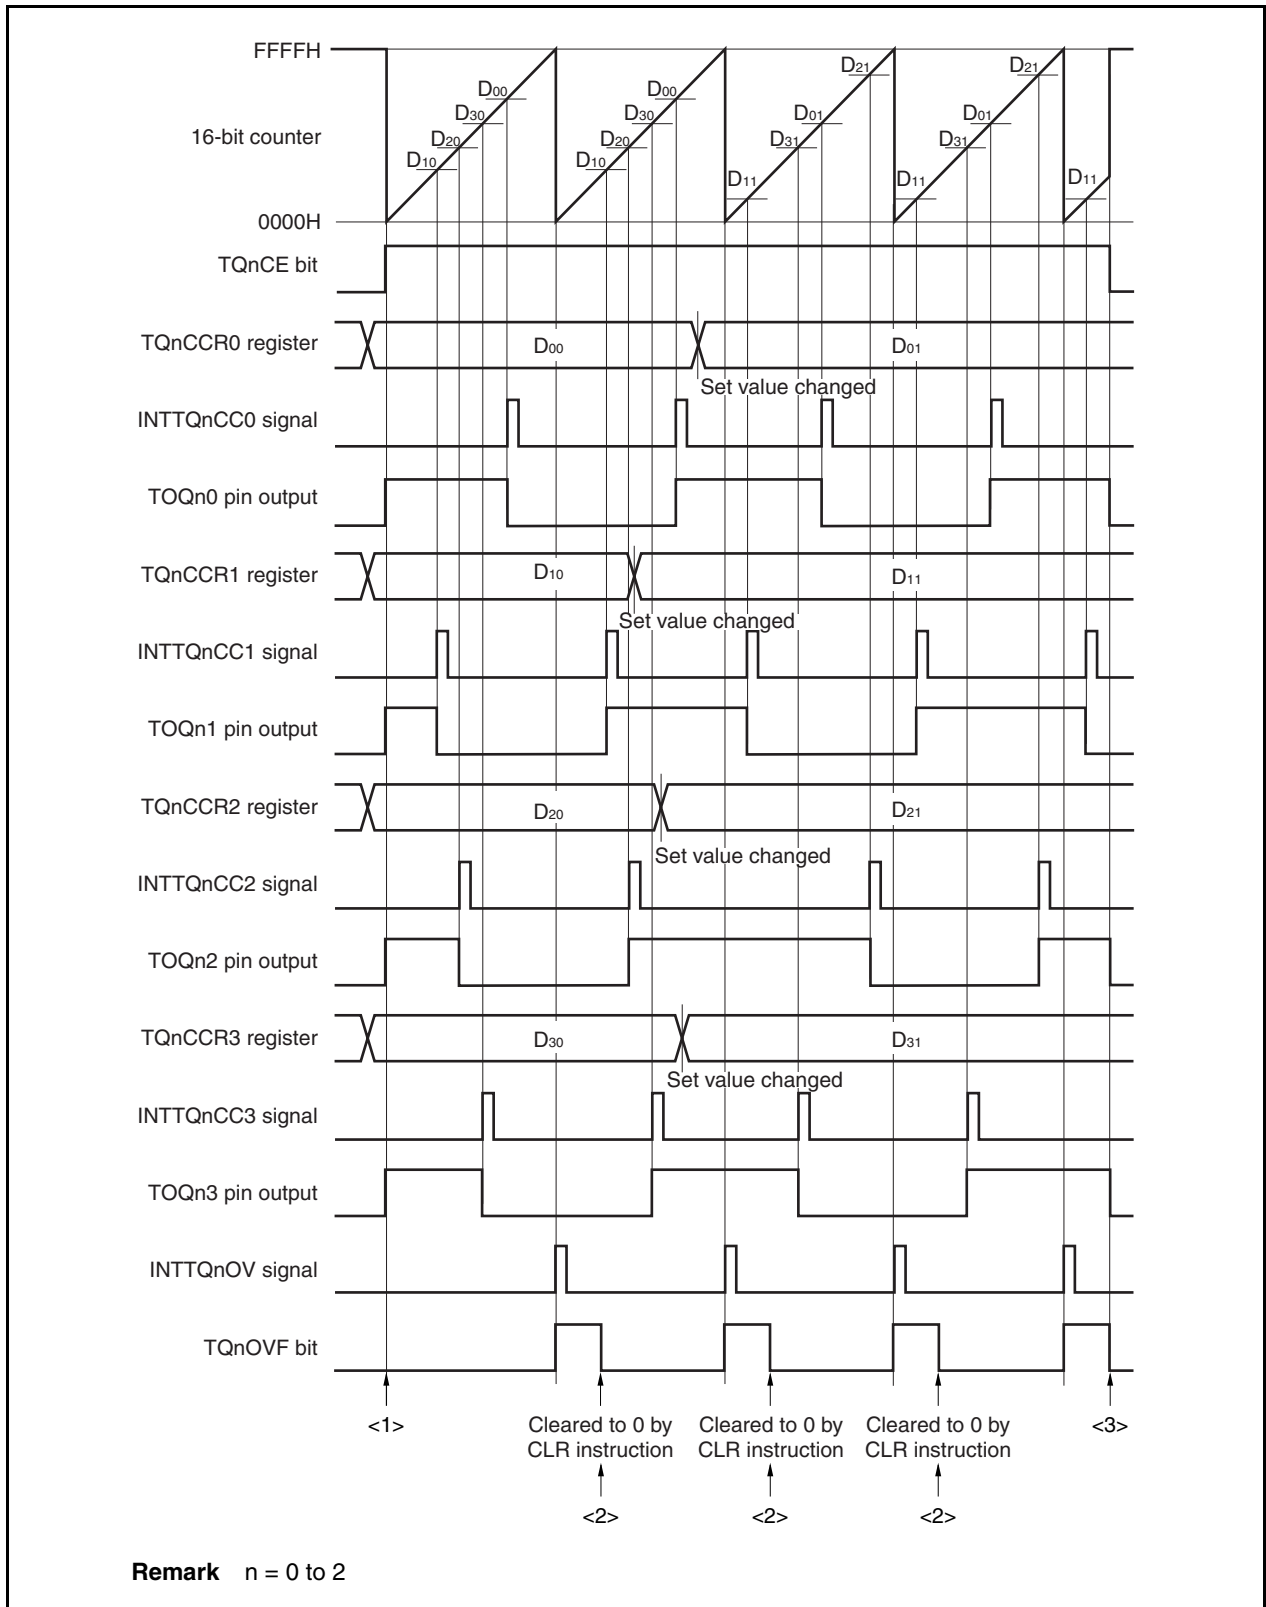 FFFFH
D21 D21
D00 D00
D30 D30 D01 D01
16-bit counter
D20 D20 D31 D31
D10 D10
D11 D11 D11
0000H
TQnCE bit
TQnCCR0 register D00 D01
Set value changed
INTTQnCC0 signal
TOQn0 pin output
TQnCCR1 register D10 D11
Set value changed
INTTQnCC1 signal
TOQn1 pin output
TQnCCR2 register D20 D21
Set value changed
INTTQnCC2 signal
TOQn2 pin output
TQnCCR3 register D30 D31
Set value changed
INTTQnCC3 signal
TOQn3 pin output
INTTQnOV signal
TQnOVF bit
<1> Cleared to 0 by Cleared to 0 by Cleared to 0 by <3>
CLR instruction CLR instruction CLR instruction
<2> <2> <2>
Remark n = 0 to 2